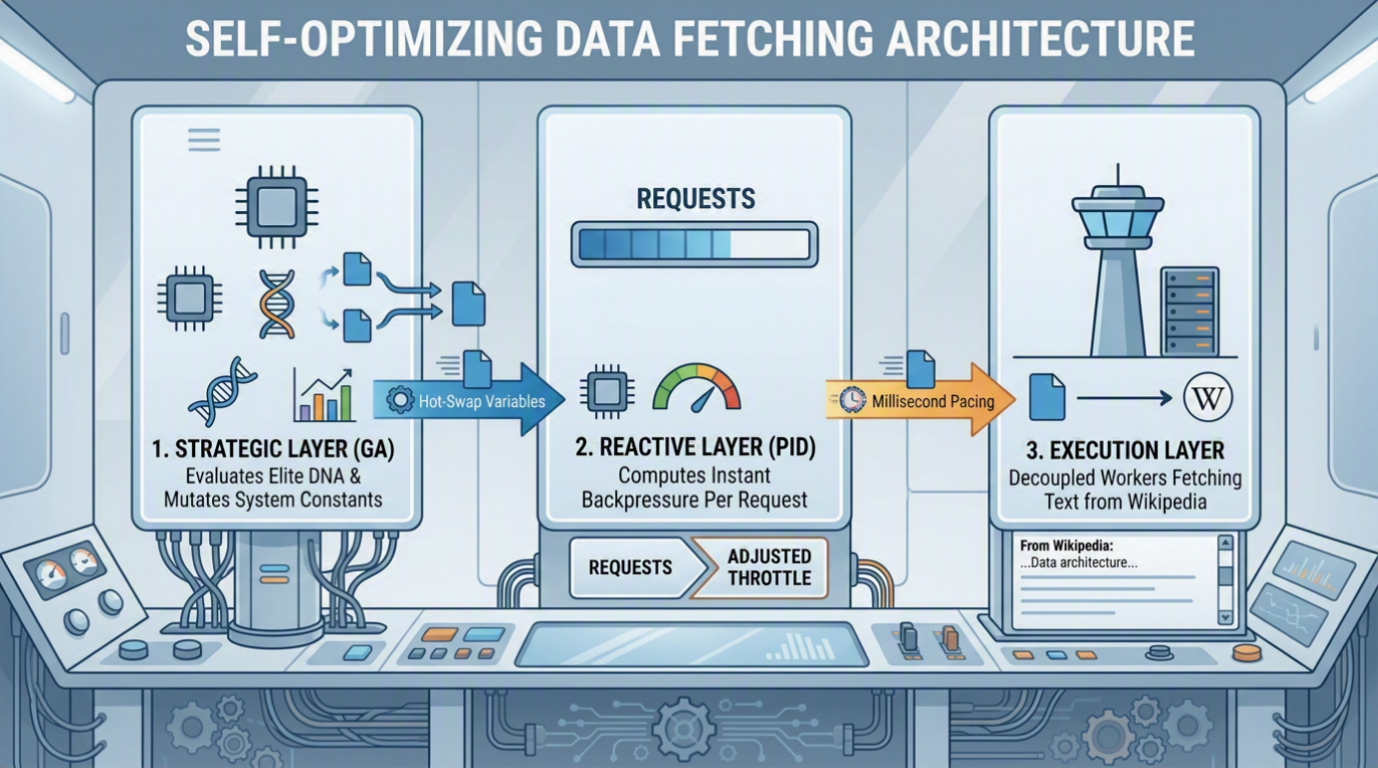 SELF-OPTIMIZING DATA FETCHING ARCHITECTURE
Hot-Swap Variables
1. STRATEGIC LAYER (GA)
Evaluates Elite DNA &
Mutates System Constants
REQUESTS
Millisecond Pacing
2. REACTIVE LAYER (PID)
Computes Instant
Backpressure Per Request
REQUESTS
ADJUSTED
THROTTLE
W
3. EXECUTION LAYER
Decoupled Workers Fetching
Text from Wikipedia
From Wikipedia:
...Data architecture...